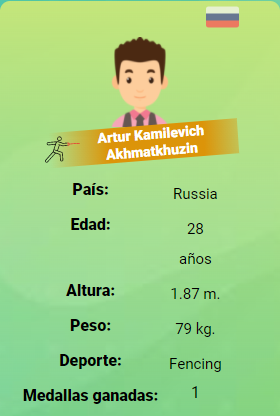 Artur Kamilevich
Akhmatkhuzin
País: Russia
Edad: 28
años
Altura: 1.87 m.
Peso: 79 kg.
Deporte: Fencing
Medallas ganadas: 1